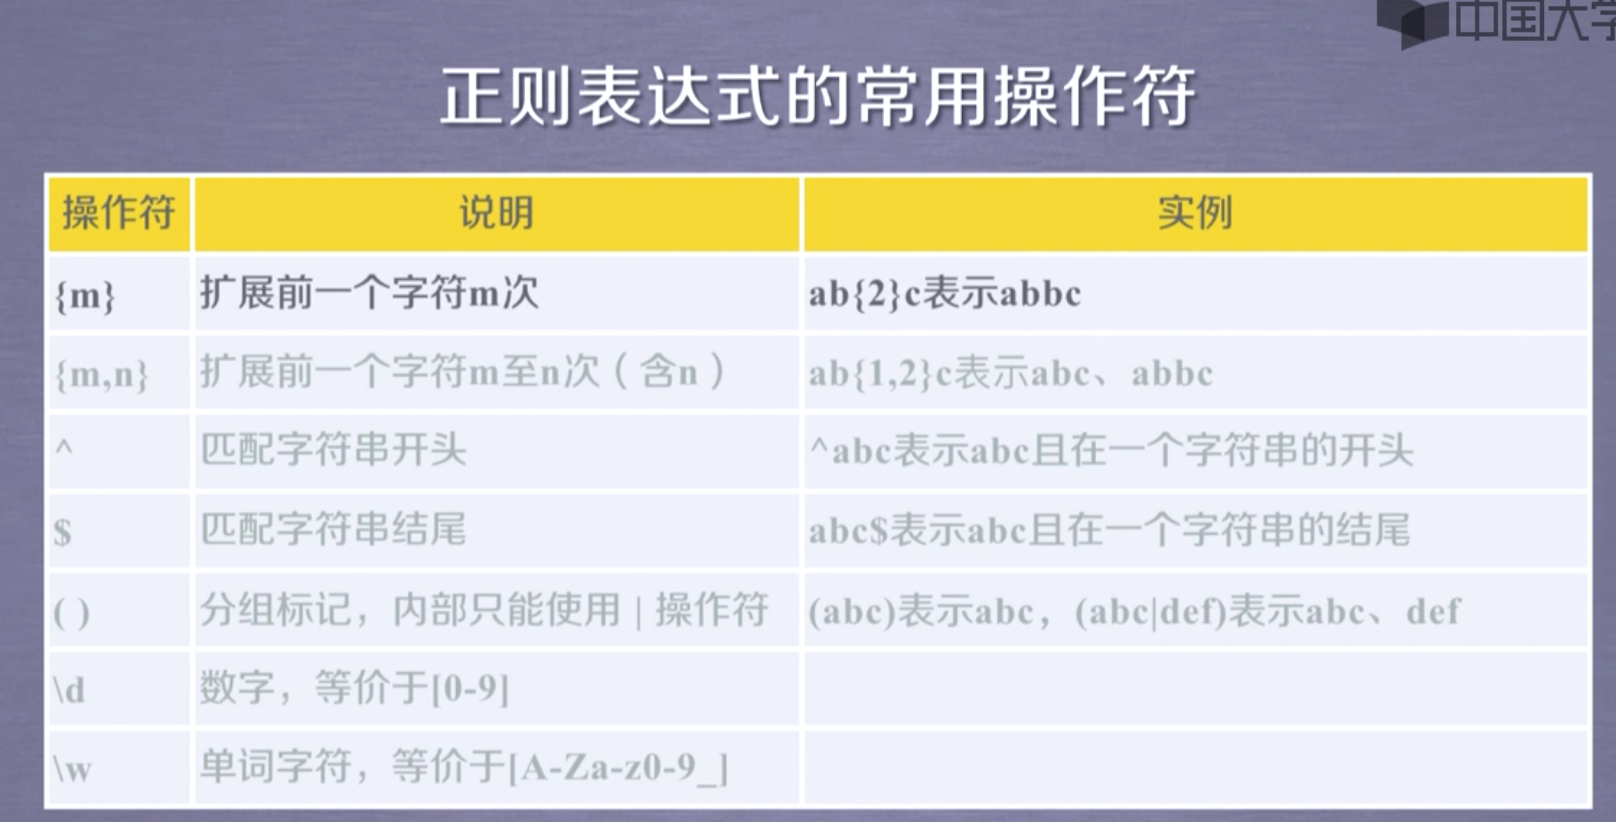 中国大学
正则表达式的常用操作符
操作符 说明 实例
{m} 扩展前一个字符m次 ab{2}c表示abbc
{m,n} 扩展前一个字符m至n次（含n） ab{1,2}c表示abc、abbc
^ 匹配字符串开头 ^abc表示abc且在一个字符串的开头
$ 匹配字符串结尾 abc$表示abc且在一个字符串的结尾
( ) 分组标记，内部只能使用 | 操作符 (abc)表示abc，(abc|def)表示abc、def
\d 数字，等价于[0-9]
\w 单词字符，等价于[A-Za-z0-9_]